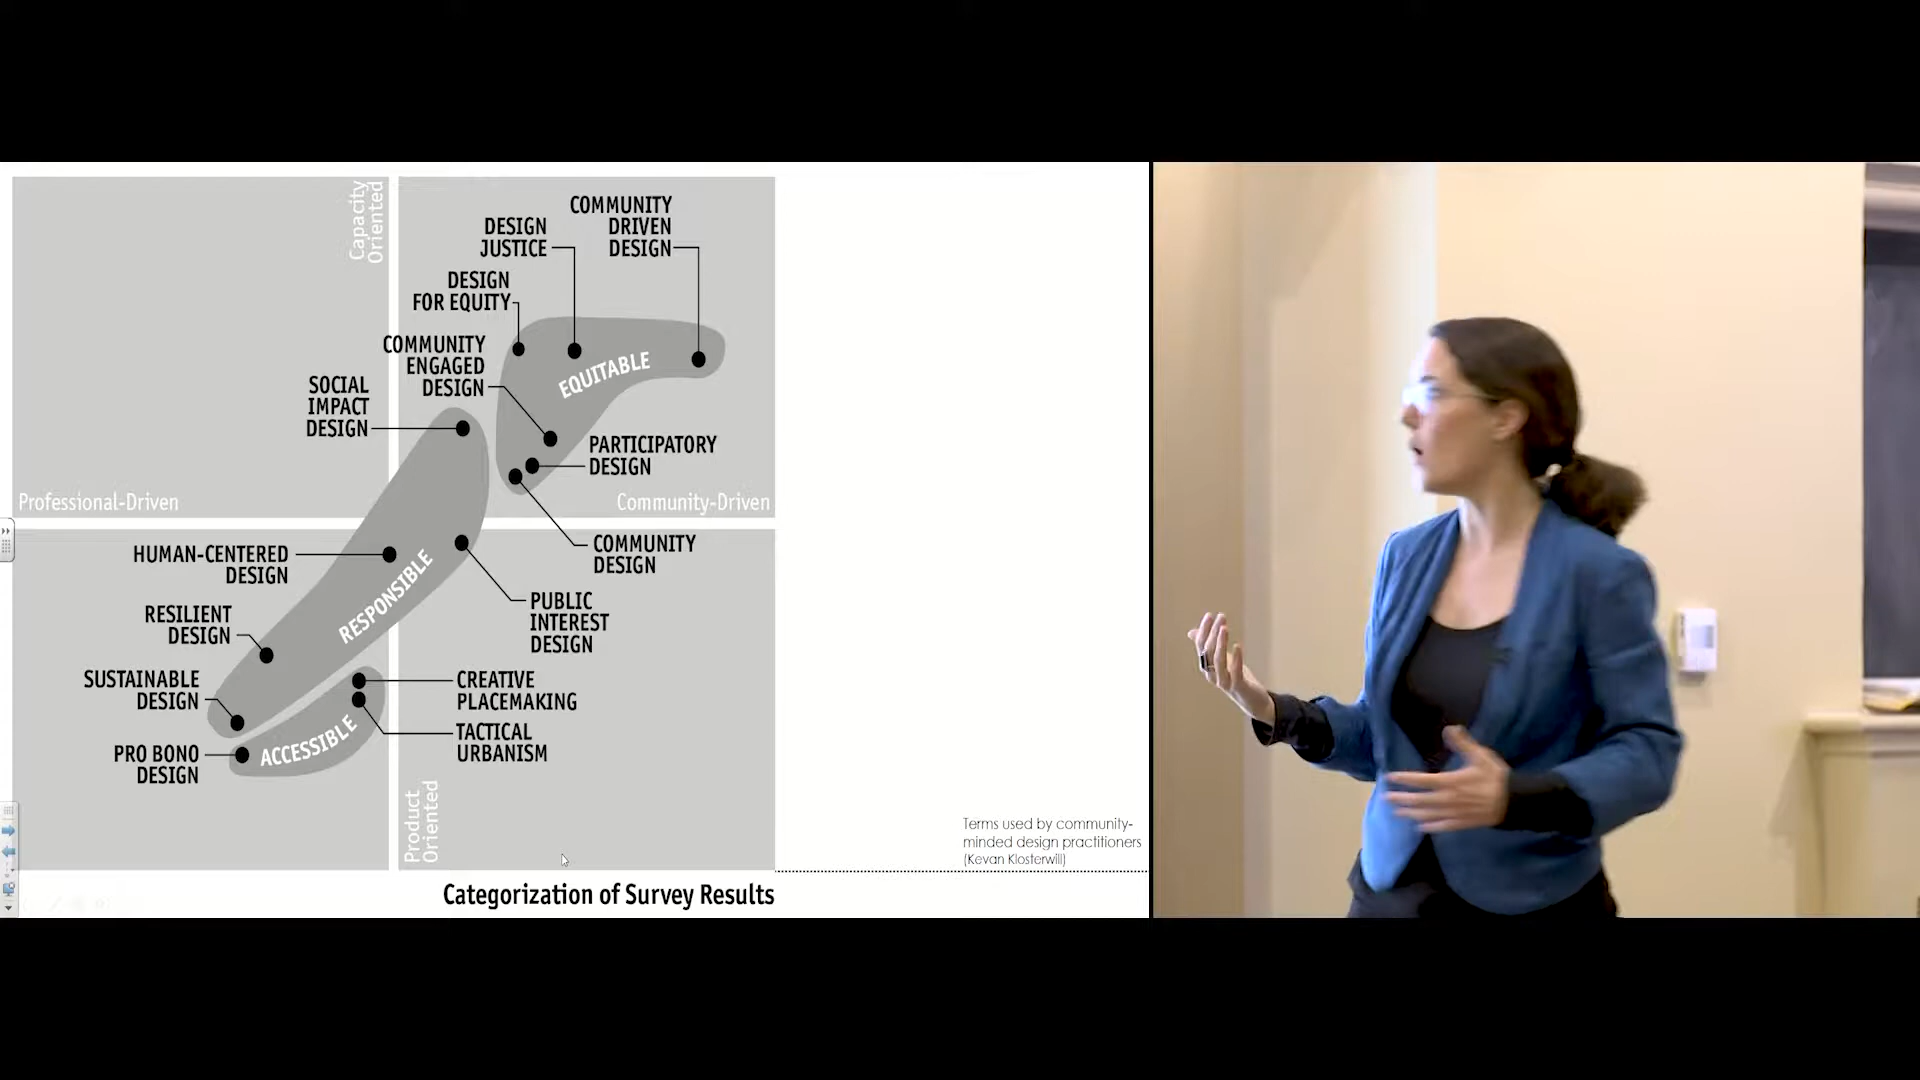 Capacity
Oriented
COMMUNITY
DRIVEN
DESIGN
DESIGN
JUSTICE
DESIGN
FOR EQUITY
COMMUNITY
ENGAGED
DESIGN
EQUITABLE
SOCIAL
IMPACT
DESIGN
PARTICIPATORY
DESIGN
Professional-Driven
Community-Driven
HUMAN-CENTERED
DESIGN
COMMUNITY
DESIGN
RESPONSIBLE
RESILIENT
DESIGN
PUBLIC
INTEREST
DESIGN
SUSTAINABLE
DESIGN
CREATIVE
PLACEMAKING
ACCESSIBLE
TACTICAL
URBANISM
PRO BONO
DESIGN
Product
Oriented
Terms used by community-
minded design practitioners
(Kevan Klosterwill)
Categorization of Survey Results